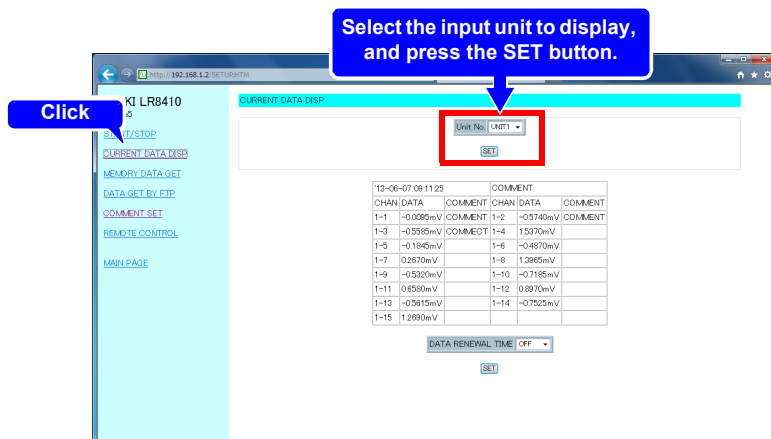 Select the input unit to display,
and press the SET button.
http://192.168.1.2/SETUP.HTM
KI LR8410
Click
START/STOP
CURRENT DATA DISP
MEMORY DATA GET
DATA GET BY FTP
COMMENT SET
REMOTE CONTROL
MAIN PAGE
CURRENT DATA DISP
Unit No. UNIT1
SET
'13-06-07 09:11:25 COMMENT
CHAN DATA COMMENT CHAN DATA COMMENT
1-1 -0.0095mV COMMENT 1-2 -0.5740mV COMMENT
1-3 -0.5585mV COMMECT 1-4 1.5370mV
1-5 -0.1845mV 1-6 -0.4870mV
1-7 0.2670mV 1-8 1.3965mV
1-9 -0.5320mV 1-10 -0.7185mV
1-11 0.6580mV 1-12 0.8970mV
1-13 -0.5615mV 1-14 -0.7525mV
1-15 1.2690mV
DATA RENEWAL TIME OFF
SET